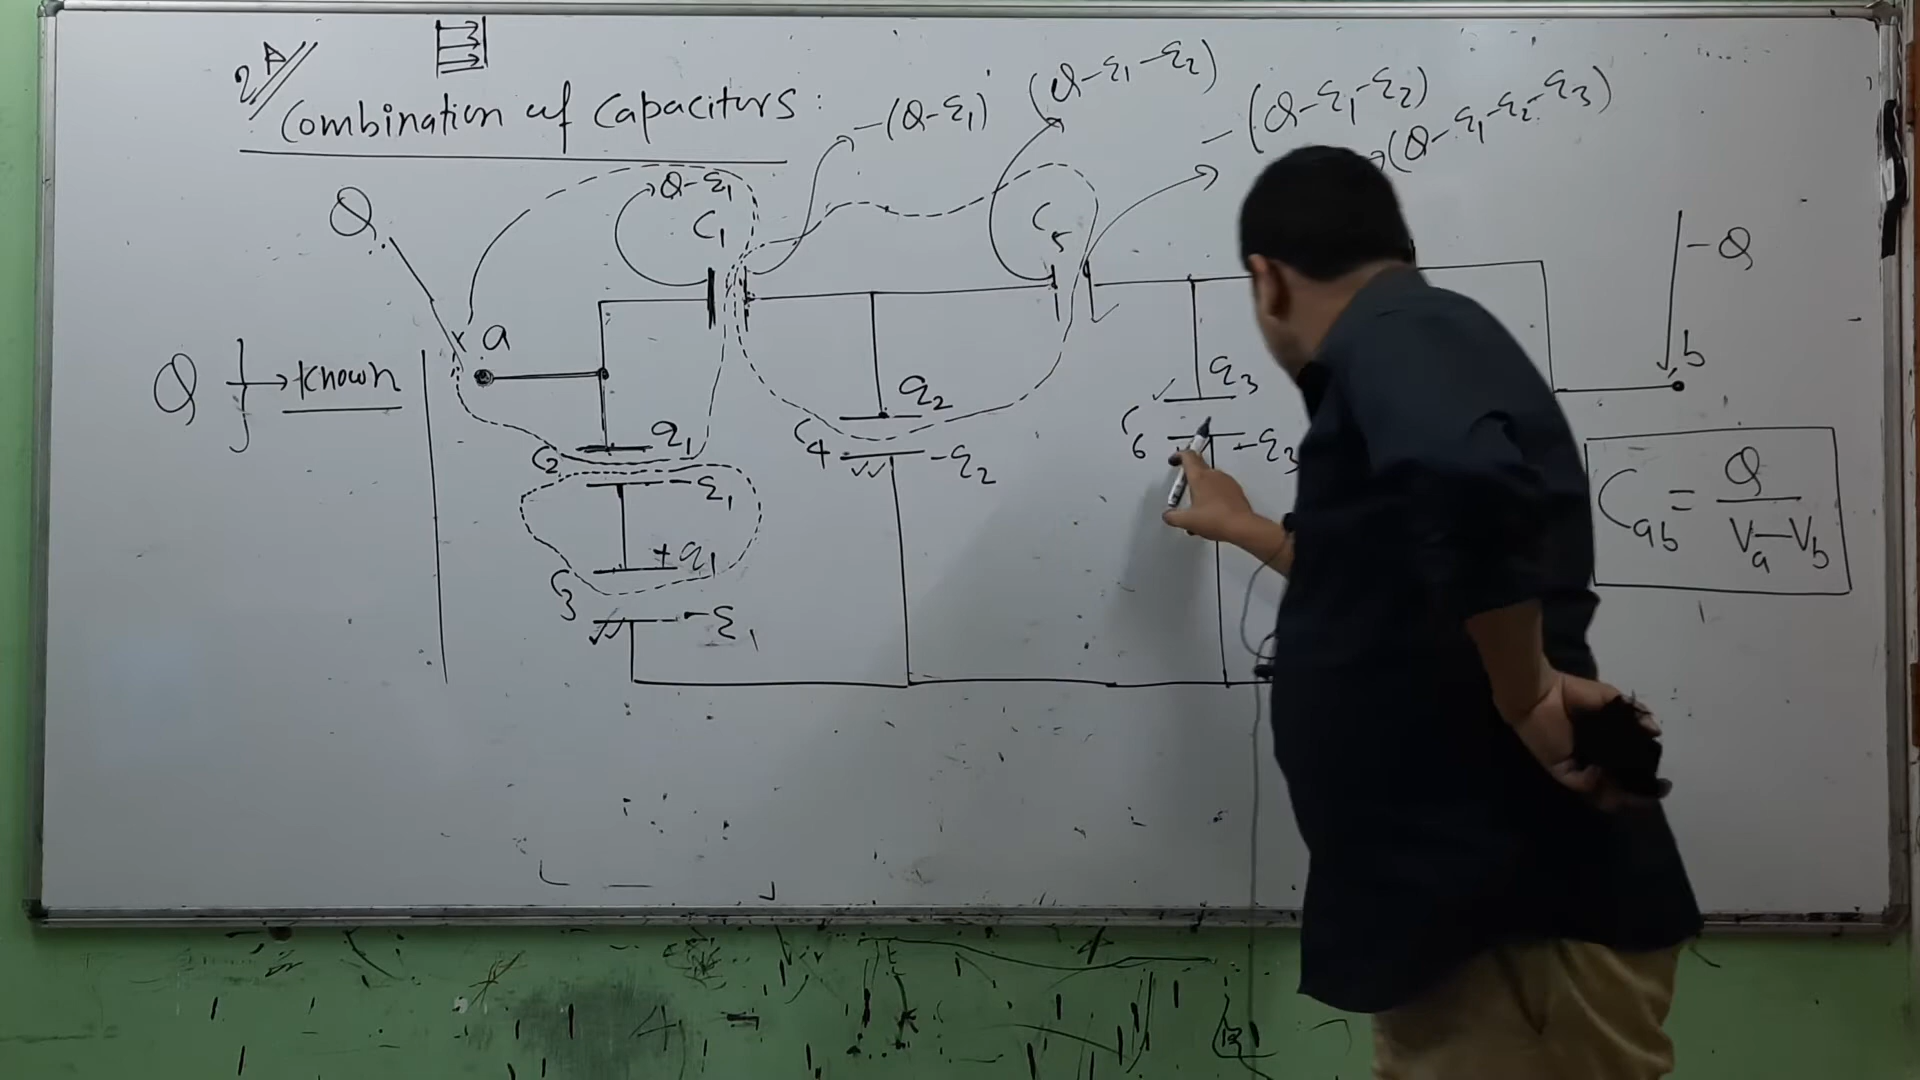 2A
Combination of Capacitors :
Q-q1
-(Q-q1)
(Q-q1-q2)
-(Q-q1-q2)
(Q-q1-q2-q3)
Q
C1
C5
-Q
a
b
Q } → Known
q1
C2
-q1
+q1
C3
-q1
q2
C4
-q2
q3
C6
-q3
Cab = Q / (Va-Vb)